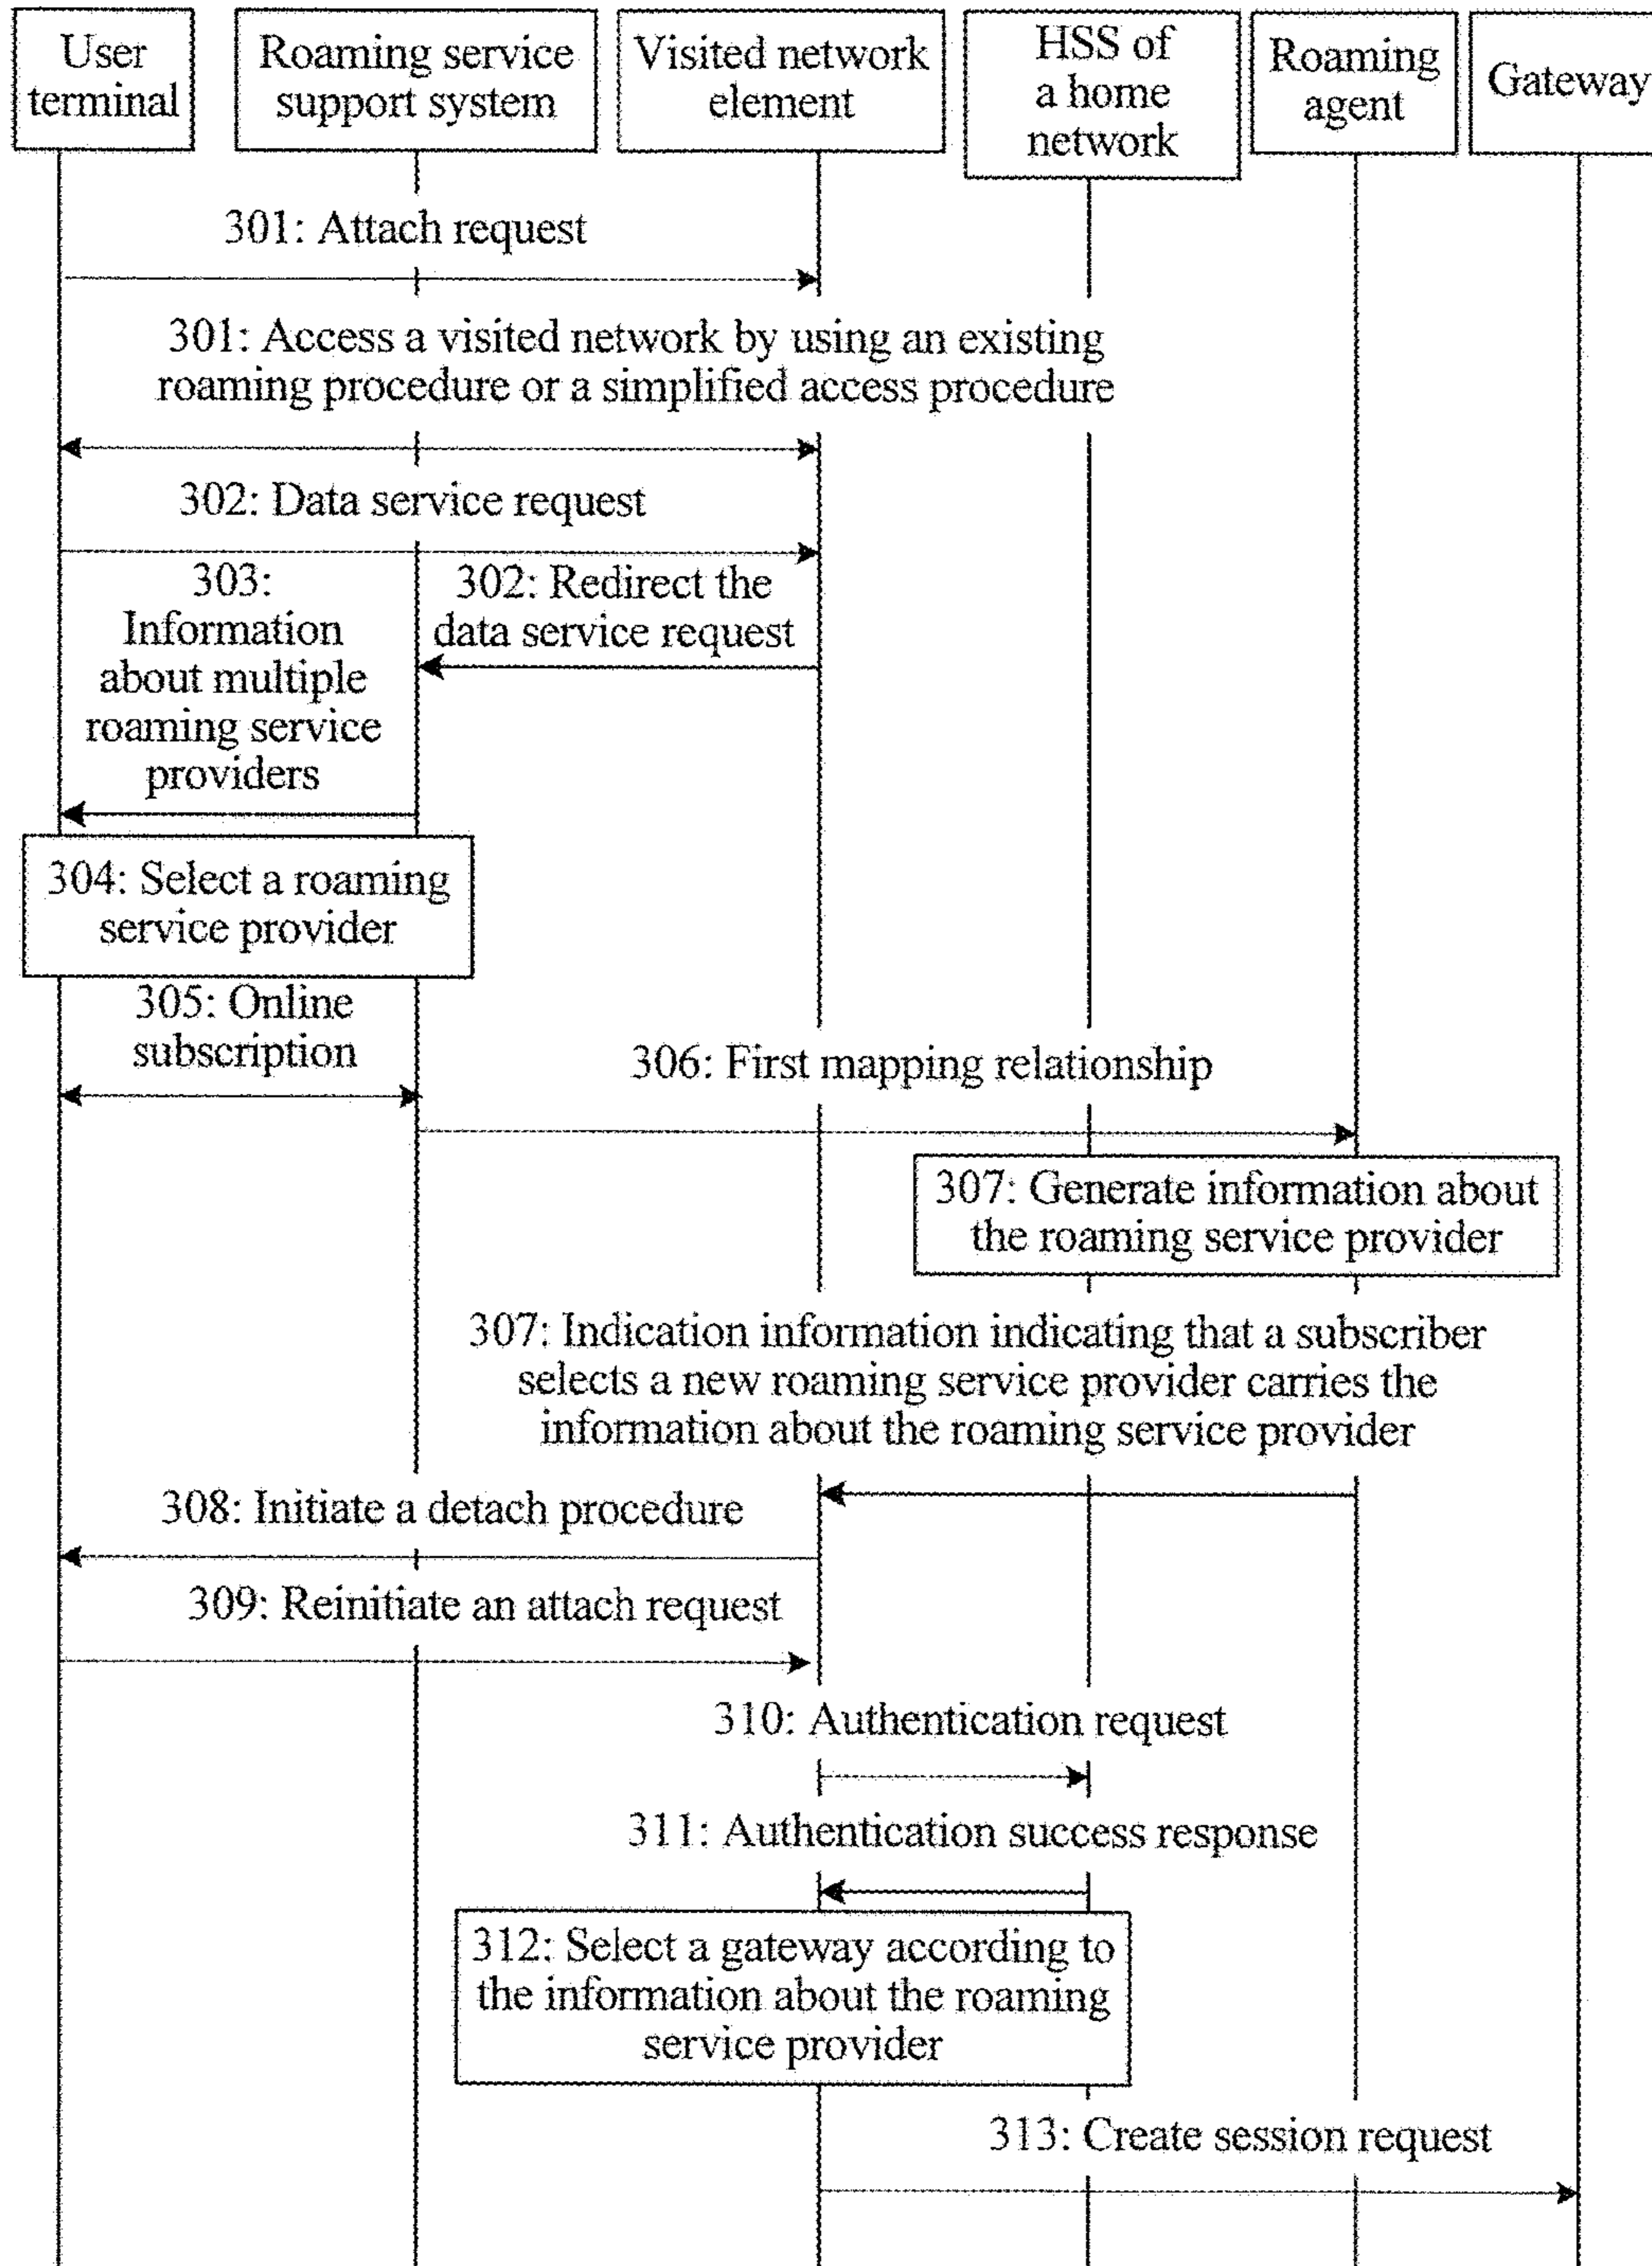 User
terminal
Roaming service
support system
Visited network
element
HSS of
a home
network
Roaming
agent
Gateway
301: Attach request
301: Access a visited network by using an existing
roaming procedure or a simplified access procedure
302: Data service request
303:
Information
about multiple
roaming service
providers
302: Redirect the
data service request
304: Select a roaming
service provider
305: Online
subscription
306: First mapping relationship
307: Generate information about
the roaming service provider
307: Indication information indicating that a subscriber
selects a new roaming service provider carries the
information about the roaming service provider
308: Initiate a detach procedure
309: Reinitiate an attach request
310: Authentication request
311: Authentication success response
312: Select a gateway according to
the information about the roaming
service provider
313: Create session request